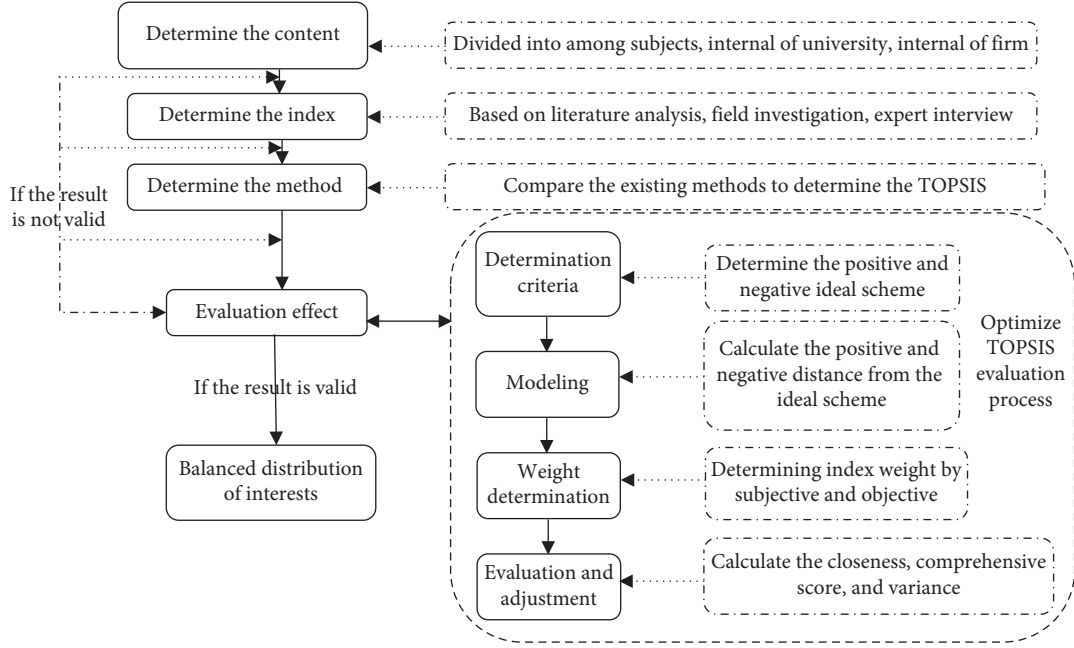 Determine the content
Divided into among subjects, internal of university, internal of firm
Determine the index
Based on literature analysis, field investigation, expert interview
Determine the method
Compare the existing methods to determine the TOPSIS
If the result
is not valid
Determination
criteria
Determine the positive and
negative ideal scheme
Evaluation effect
Optimize
TOPSIS
evaluation
process
Modeling
Calculate the positive and
negative distance from the
ideal scheme
If the result is valid
Balanced distribution
of interests
Weight
determination
Determining index weight by
subjective and objective
Evaluation and
adjustment
Calculate the closeness, comprehensive
score, and variance